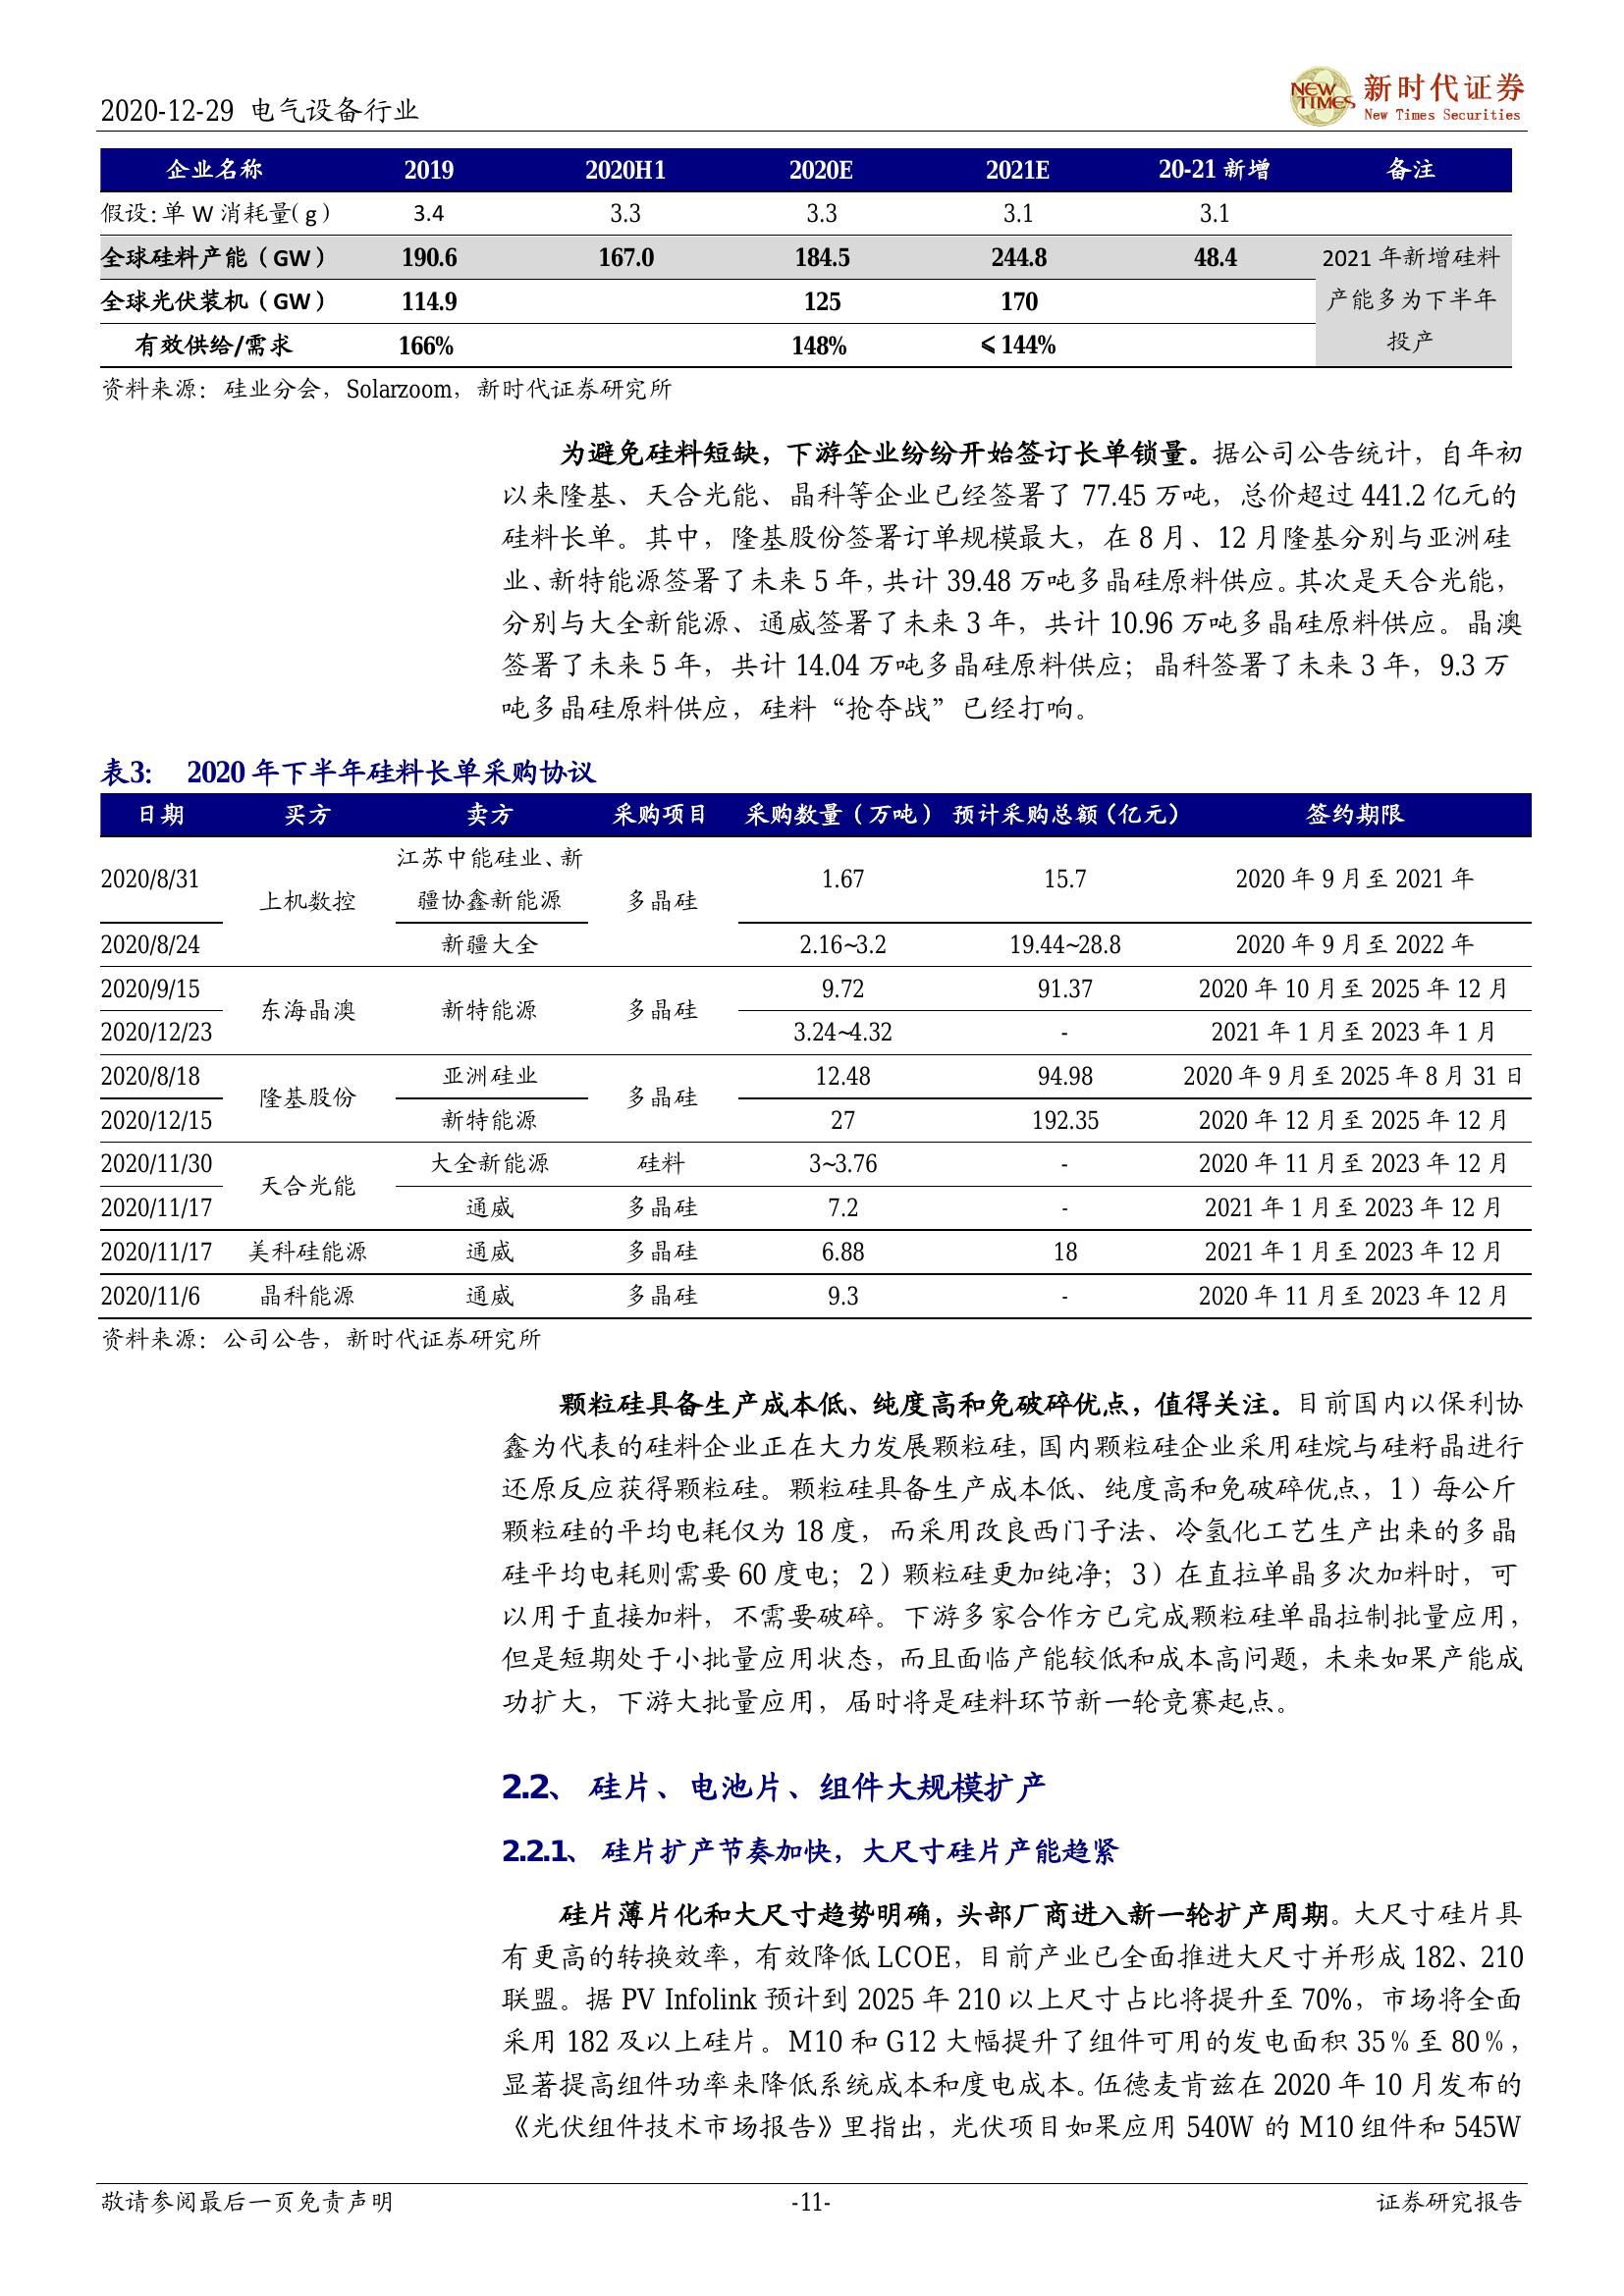 2020-12-29 电气设备行业
NEW TIMES 新时代证券
New Times Securities
企业名称 2019 2020H1 2020E 2021E 20-21 新增 备注
假设：单 W 消耗量（g） 3.4 3.3 3.3 3.1 3.1
全球硅料产能（GW） 190.6 167.0 184.5 244.8 48.4 2021 年新增硅料
全球光伏装机（GW） 114.9 125 170 产能多为下半年
有效供给/需求 166% 148% ⩽144% 投产
资料来源：硅业分会，Solarzoom，新时代证券研究所
为避免硅料短缺，下游企业纷纷开始签订长单锁量。据公司公告统计，自年初
以来隆基、天合光能、晶科等企业已经签署了 77.45 万吨，总价超过 441.2 亿元的
硅料长单。其中，隆基股份签署订单规模最大，在 8 月、12 月隆基分别与亚洲硅
业、新特能源签署了未来 5 年，共计 39.48 万吨多晶硅原料供应。其次是天合光能，
分别与大全新能源、通威签署了未来 3 年，共计 10.96 万吨多晶硅原料供应。晶澳
签署了未来 5 年，共计 14.04 万吨多晶硅原料供应；晶科签署了未来 3 年，9.3 万
吨多晶硅原料供应，硅料“抢夺战”已经打响。
表3： 2020 年下半年硅料长单采购协议
日期 买方 卖方 采购项目 采购数量（万吨） 预计采购总额（亿元） 签约期限
2020/8/31 上机数控 江苏中能硅业、新疆协鑫新能源 多晶硅 1.67 15.7 2020 年 9 月至 2021 年
2020/8/24 新疆大全 2.16~3.2 19.44~28.8 2020 年 9 月至 2022 年
2020/9/15 东海晶澳 新特能源 多晶硅 9.72 91.37 2020 年 10 月至 2025 年 12 月
2020/12/23 3.24~4.32 - 2021 年 1 月至 2023 年 1 月
2020/8/18 隆基股份 亚洲硅业 多晶硅 12.48 94.98 2020 年 9 月至 2025 年 8 月 31 日
2020/12/15 新特能源 27 192.35 2020 年 12 月至 2025 年 12 月
2020/11/30 天合光能 大全新能源 硅料 3~3.76 - 2020 年 11 月至 2023 年 12 月
2020/11/17 通威 多晶硅 7.2 - 2021 年 1 月至 2023 年 12 月
2020/11/17 美科硅能源 通威 多晶硅 6.88 18 2021 年 1 月至 2023 年 12 月
2020/11/6 晶科能源 通威 多晶硅 9.3 - 2020 年 11 月至 2023 年 12 月
资料来源：公司公告，新时代证券研究所
颗粒硅具备生产成本低、纯度高和免破碎优点，值得关注。目前国内以保利协
鑫为代表的硅料企业正在大力发展颗粒硅，国内颗粒硅企业采用硅烷与硅籽晶进行
还原反应获得颗粒硅。颗粒硅具备生产成本低、纯度高和免破碎优点，1）每公斤
颗粒硅的平均电耗仅为 18 度，而采用改良西门子法、冷氢化工艺生产出来的多晶
硅平均电耗则需要 60 度电；2）颗粒硅更加纯净；3）在直拉单晶多次加料时，可
以用于直接加料，不需要破碎。下游多家合作方已完成颗粒硅单晶拉制批量应用，
但是短期处于小批量应用状态，而且面临产能较低和成本高问题，未来如果产能成
功扩大，下游大批量应用，届时将是硅料环节新一轮竞赛起点。
2.2、 硅片、电池片、组件大规模扩产
2.2.1、 硅片扩产节奏加快，大尺寸硅片产能趋紧
硅片薄片化和大尺寸趋势明确，头部厂商进入新一轮扩产周期。大尺寸硅片具
有更高的转换效率，有效降低 LCOE，目前产业已全面推进大尺寸并形成 182、210
联盟。据 PV Infolink 预计到 2025 年 210 以上尺寸占比将提升至 70%，市场将全面
采用 182 及以上硅片。M10 和 G12 大幅提升了组件可用的发电面积 35%至 80%，
显著提高组件功率来降低系统成本和度电成本。伍德麦肯兹在 2020 年 10 月发布的
《光伏组件技术市场报告》里指出，光伏项目如果应用 540W 的 M10 组件和 545W
敬请参阅最后一页免责声明 -11- 证券研究报告